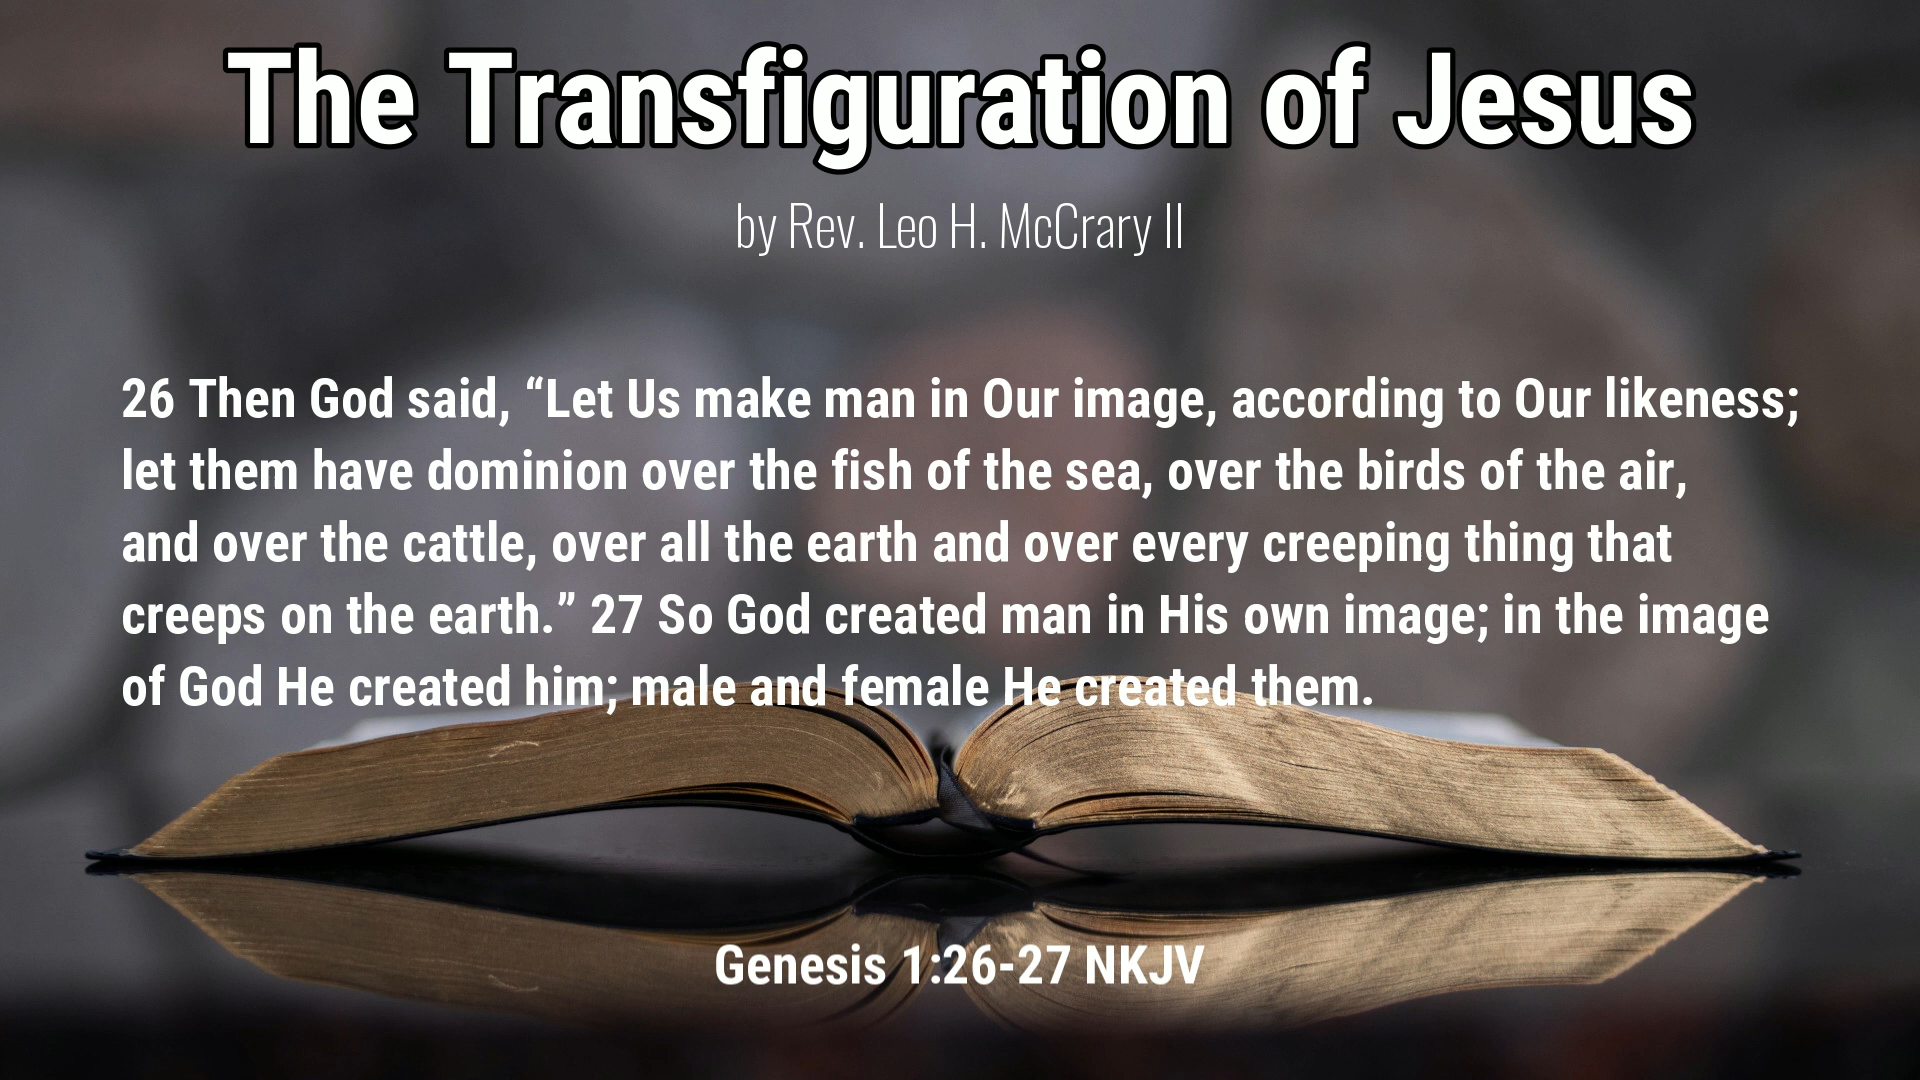 The Transfiguration of Jesus
by Rev. Leo H. McCrary II
26 Then God said, “Let Us make man in Our image, according to Our likeness;
let them have dominion over the fish of the sea, over the birds of the air,
and over the cattle, over all the earth and over every creeping thing that
creeps on the earth.” 27 So God created man in His own image; in the image
of God He created him; male and female He created them.
Genesis 1:26-27 NKJV